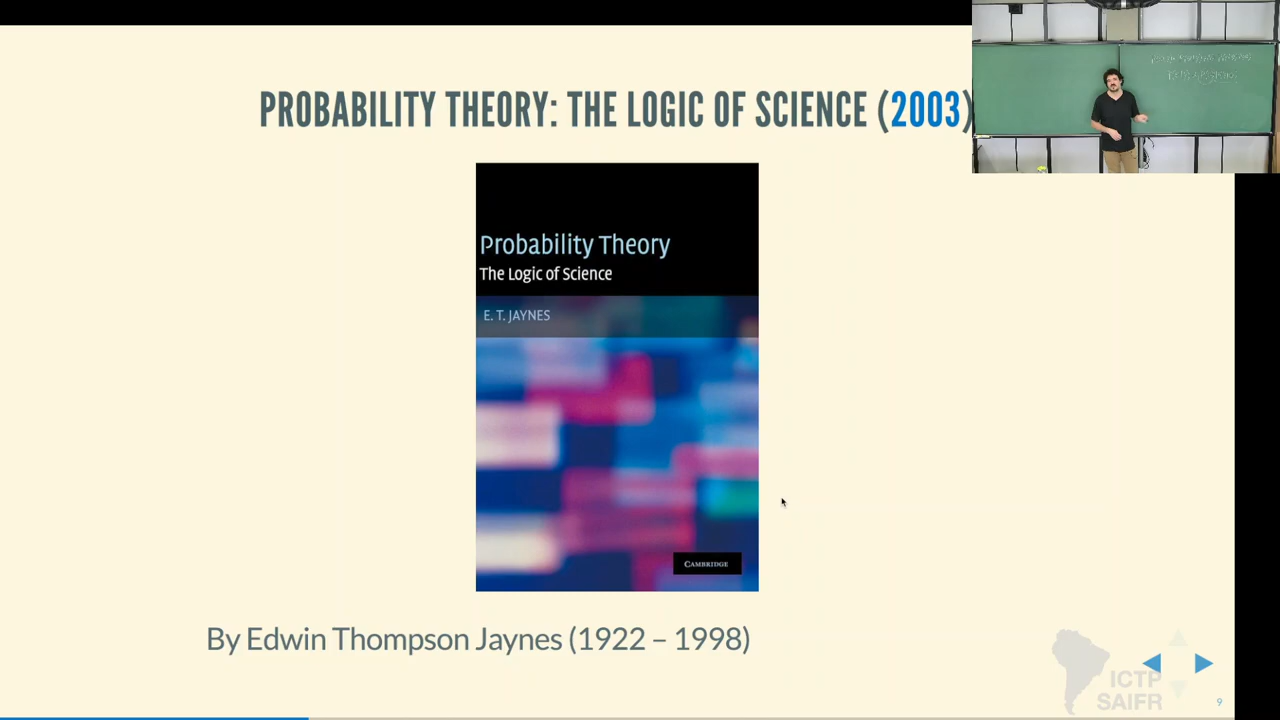 PROBABILITY THEORY: THE LOGIC OF SCIENCE (2003)
Probability Theory
The Logic of Science
E. T. JAYNES
CAMBRIDGE
By Edwin Thompson Jaynes (1922 – 1998)
ICTP
SAIFR
9